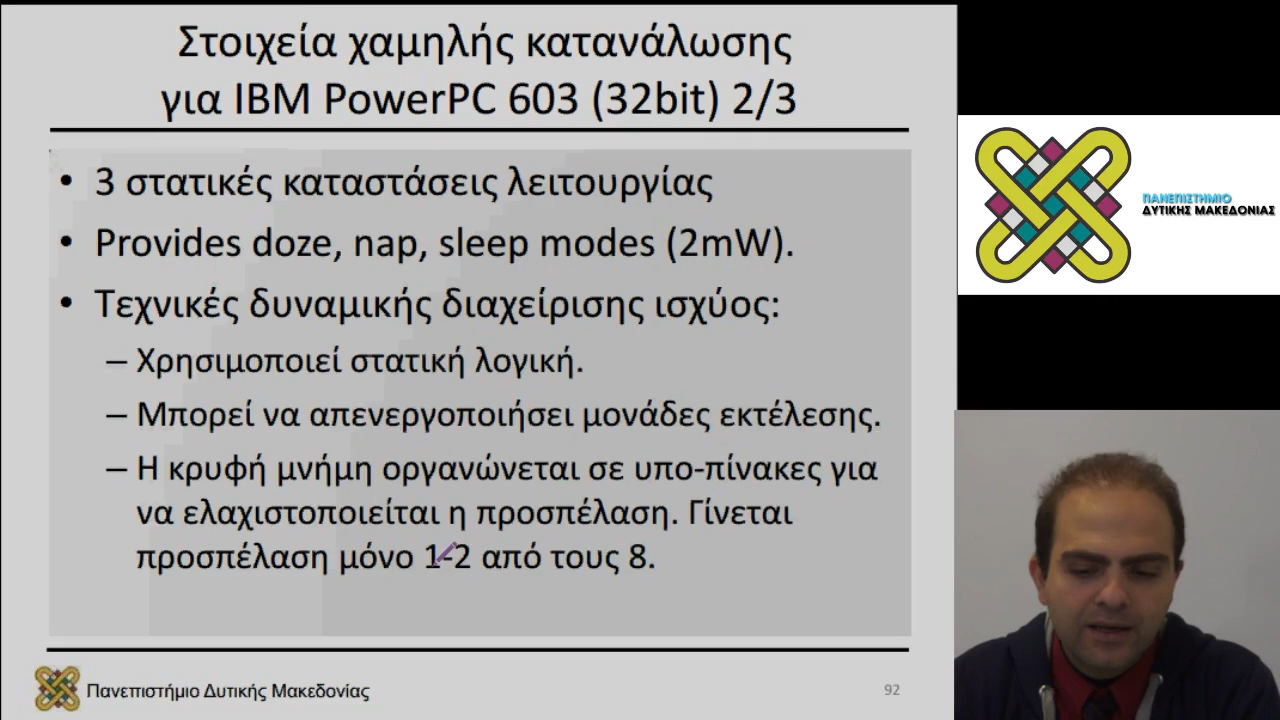 Στοιχεία χαμηλής κατανάλωσης
για IBM PowerPC 603 (32bit) 2/3
• 3 στατικές καταστάσεις λειτουργίας
• Provides doze, nap, sleep modes (2mW).
• Τεχνικές δυναμικής διαχείρισης ισχύος:
– Χρησιμοποιεί στατική λογική.
– Μπορεί να απενεργοποιήσει μονάδες εκτέλεσης.
– Η κρυφή μνήμη οργανώνεται σε υπο-πίνακες για
να ελαχιστοποιείται η προσπέλαση. Γίνεται
προσπέλαση μόνο 1-2 από τους 8.
Πανεπιστήμιο Δυτικής Μακεδονίας
92
ΠΑΝΕΠΙΣΤΗΜΙΟ
ΔΥΤΙΚΗΣ ΜΑΚΕΔΟΝΙΑΣ